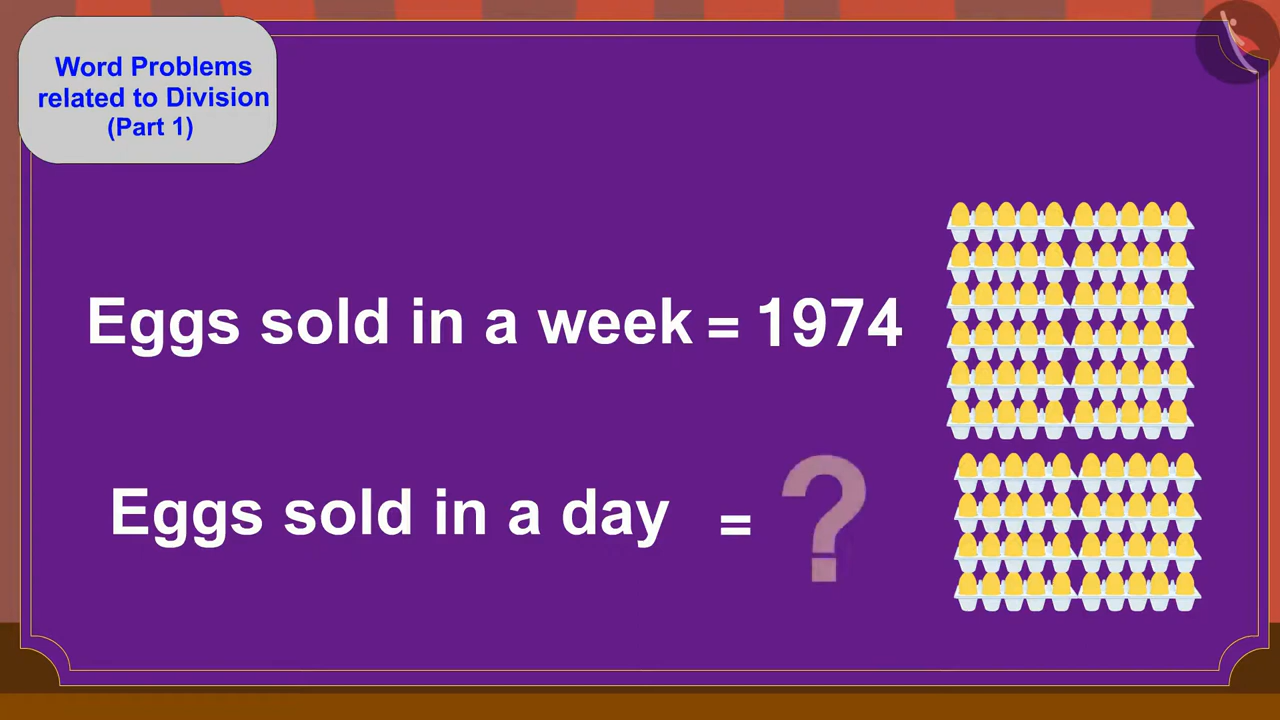 Word Problems
related to Division
(Part 1)
Eggs sold in a week = 1974
Eggs sold in a day = ?